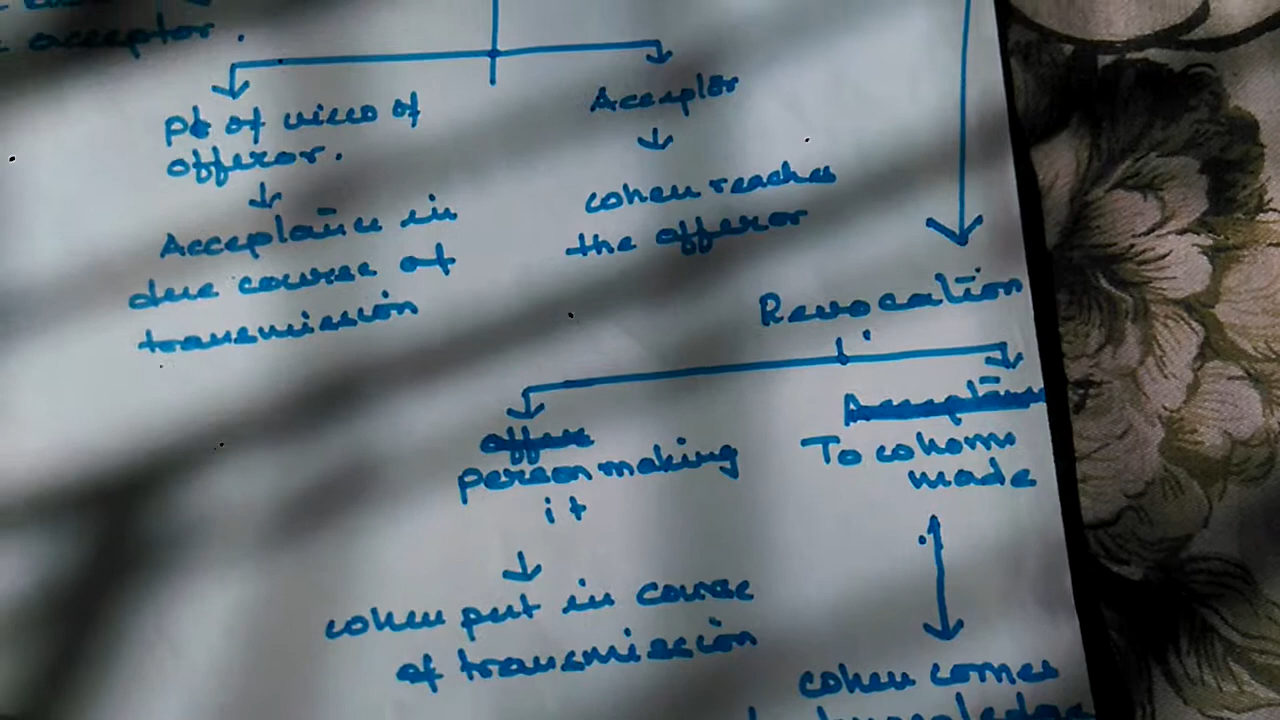 acceptor.
Pt of view of
offeror.
Acceptance in
due course of
transmission
Acceptor
when reaches
the offeror
Revocation
person making
it
when put in course
of transmission
Acceptance
To whom
made
when comes
knowledge